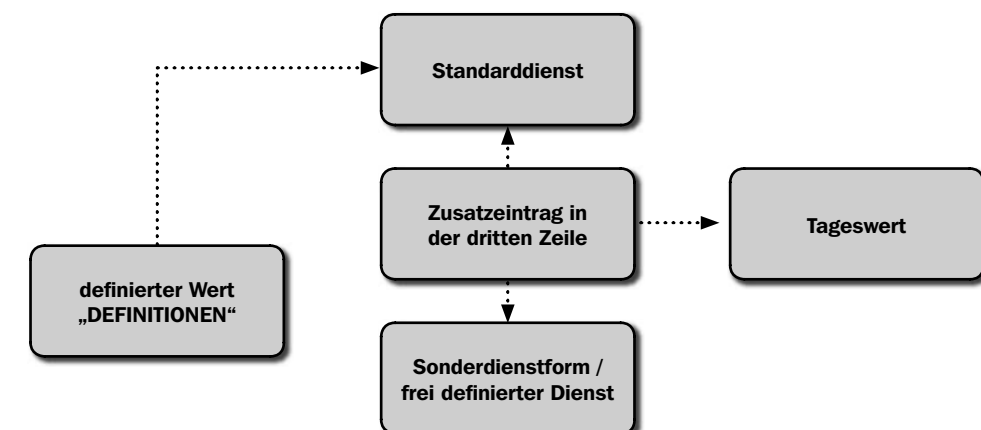 Standarddienst
Zusatzeintrag in
der dritten Zeile
Tageswert
definierter Wert
„DEFINITIONEN“
Sonderdienstform /
frei definierter Dienst